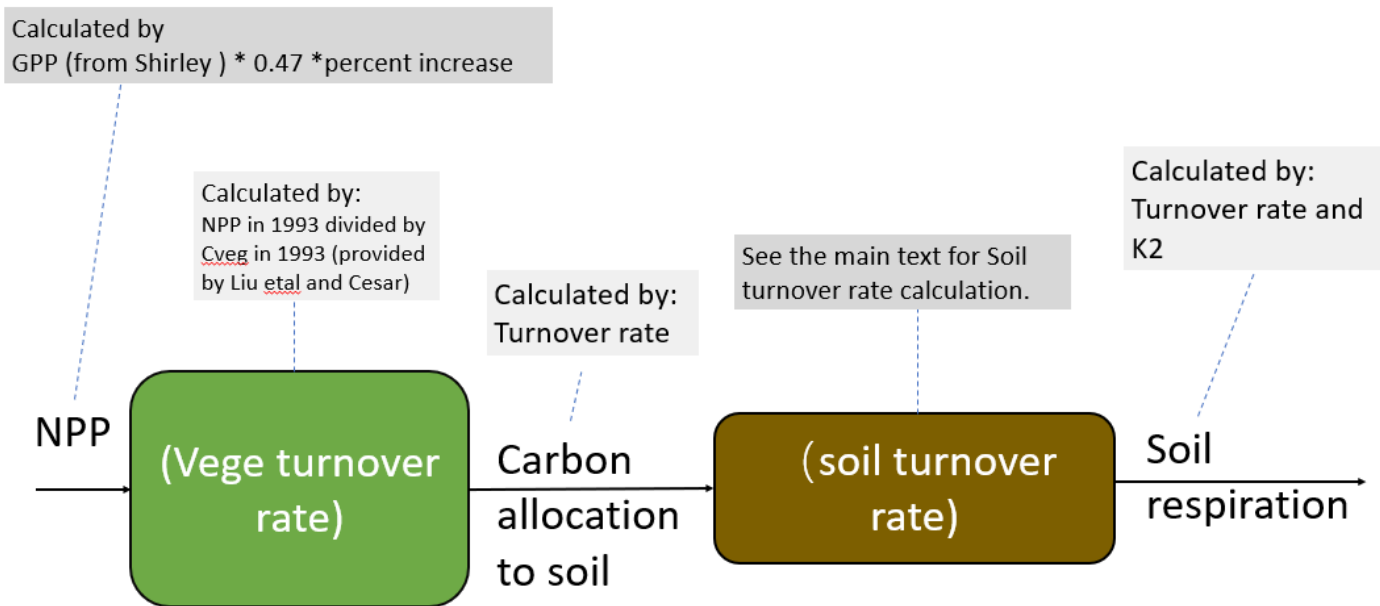 Calculated by
GPP (from Shirley ) * 0.47 *percent increase
Calculated by:
NPP in 1993 divided by
Cveg in 1993 (provided
by Liu etal and Cesar)
Calculated by:
Turnover rate
See the main text for Soil
turnover rate calculation.
Calculated by:
Turnover rate and
K2
NPP
(Vege turnover
rate)
Carbon
allocation
to soil
（soil turnover
rate)
Soil
respiration